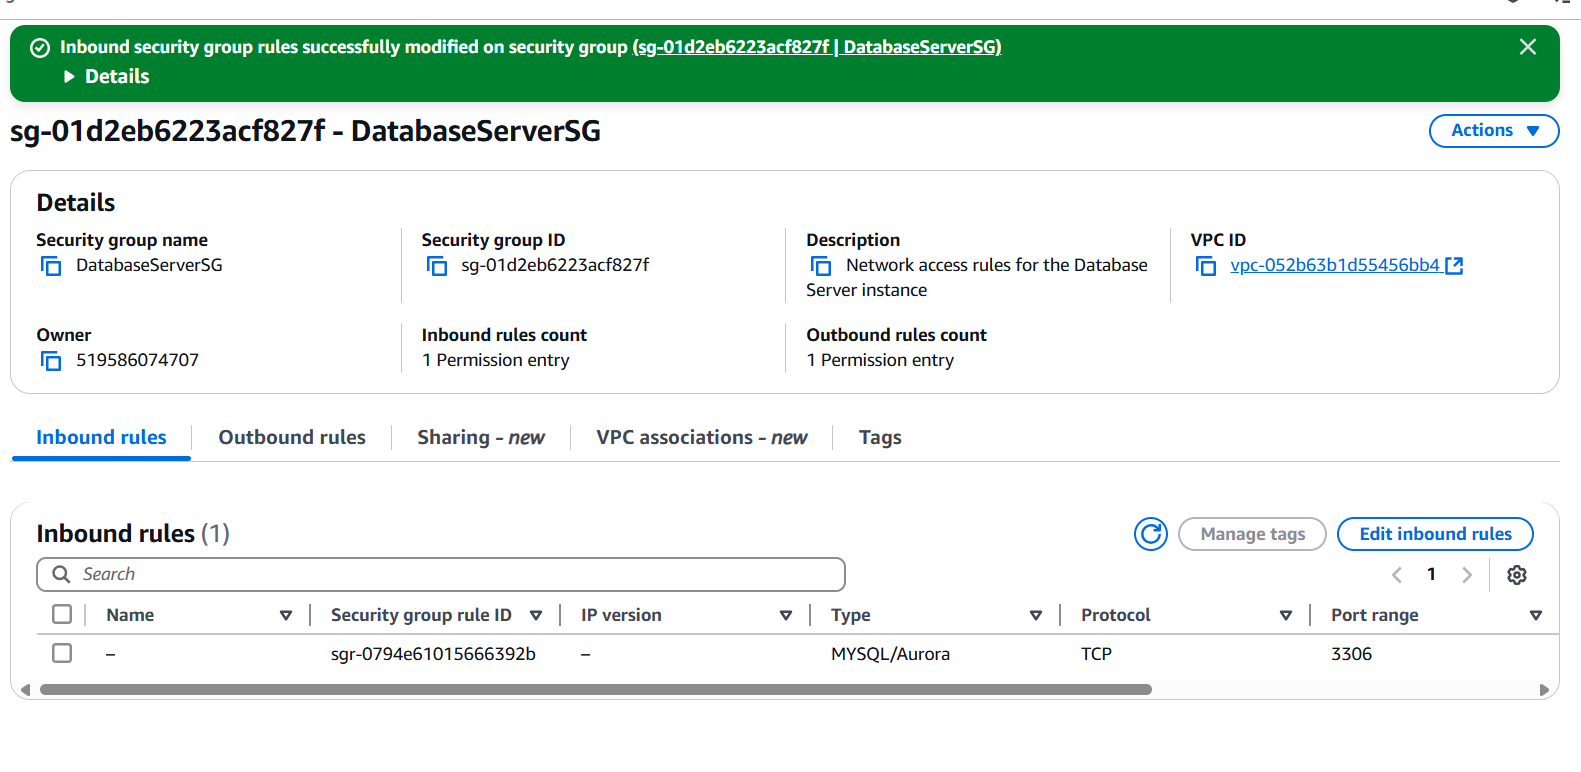 Inbound security group rules successfully modified on security group (sg-01d2eb6223acf827f | DatabaseServerSG)
Details
sg-01d2eb6223acf827f - DatabaseServerSG
Actions
Details
Security group name
DatabaseServerSG
Security group ID
sg-01d2eb6223acf827f
Description
Network access rules for the Database
Server instance
VPC ID
vpc-052b63b1d55456bb4
Owner
519586074707
Inbound rules count
1 Permission entry
Outbound rules count
1 Permission entry
Inbound rules
Outbound rules
Sharing - new
VPC associations - new
Tags
Inbound rules (1)
Manage tags
Edit inbound rules
Search
1
Name
Security group rule ID
IP version
Type
Protocol
Port range
–
sgr-0794e61015666392b
–
MYSQL/Aurora
TCP
3306